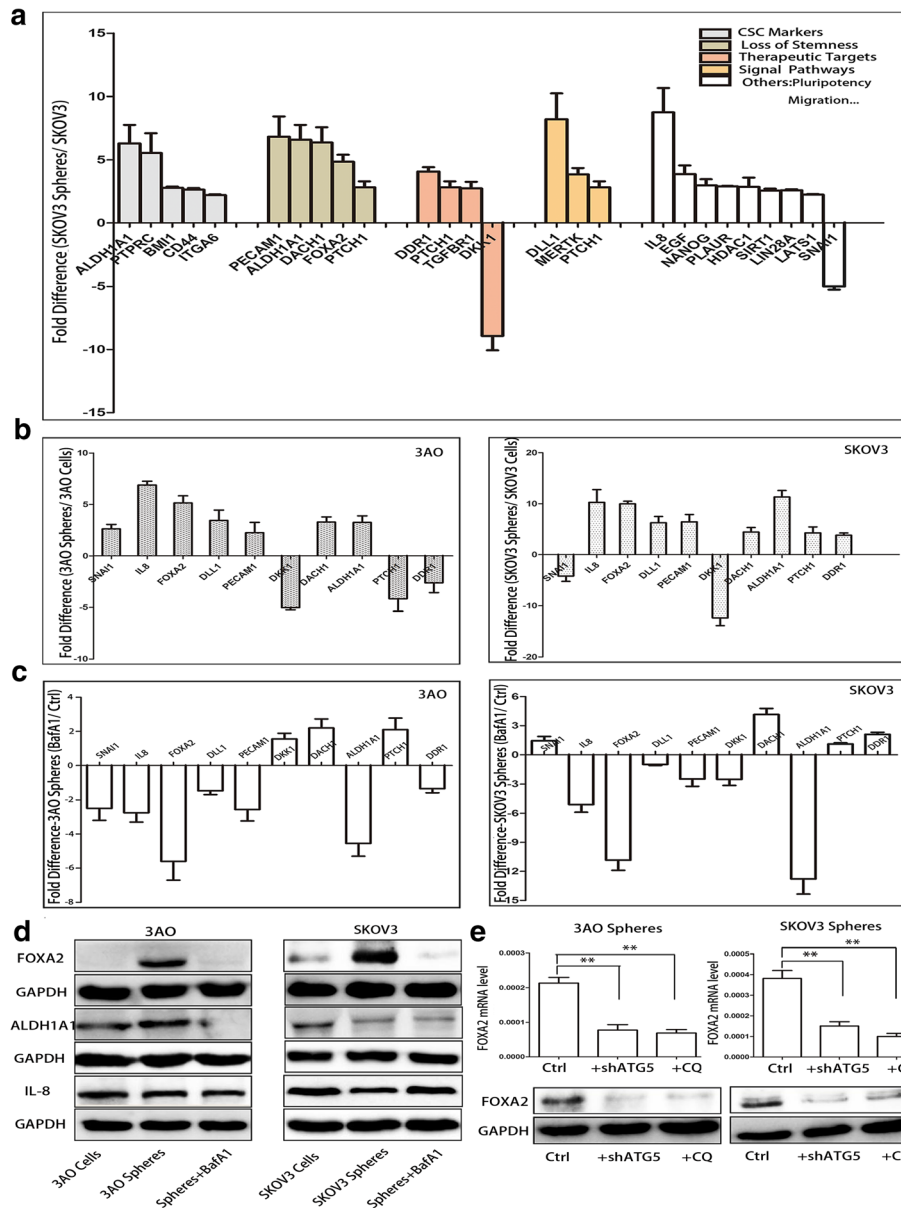 a
Fold Difference (SKOV3 Spheres/ SKOV3)
15
10
5
0
-5
-10
-15
CSC Markers
Loss of Stemness
Therapeutic Targets
Signal Pathways
Others:Pluripotency
Migration...
ALDH1A1
PTPRC
BMI1
CD44
ITGA6
PECAM1
ALDH1A1
DACH1
FOXA2
PTCH1
DDR1
PTCH1
TGFBR1
DKK1
DLL1
MERTK
PTCH1
IL8
EGF
NANOG
PLAUR
HDAC1
SIRT1
LIN28A
LATS1
SNAI1
b
Fold Difference (3AO Spheres/ 3AO Cells)
3AO
10
5
0
-5
-10
SNAI1
IL8
FOXA2
DLL1
PECAM1
DKK1
DACH1
ALDH1A1
PTCH1
DDR1
Fold Difference (SKOV3 Spheres/ SKOV3 Cells)
SKOV3
20
10
0
-10
-20
SNAI1
IL8
FOXA2
DLL1
PECAM1
DKK1
DACH1
ALDH1A1
PTCH1
DDR1
c
Fold Difference-3AO Spheres (BafA1/ Ctrl)
3AO
4
2
0
-2
-4
-6
-8
SNAI1
IL8
FOXA2
DLL1
PECAM1
DKK1
ALDH1A1
PTCH1
DDR1
Fold Difference-SKOV3 Spheres (BafA1/ Ctrl)
SKOV3
6
3
0
-3
-6
-9
-12
-15
SNAI1
IL8
FOXA2
DLL1
PECAM1
DKK1
DACH1
ALDH1A1
PTCH1
DDR1
d
3AO
SKOV3
FOXA2
GAPDH
ALDH1A1
GAPDH
IL-8
GAPDH
3AO Cells
3AO Spheres
Spheres+BafA1
SKOV3 Cells
SKOV3 Spheres
Spheres+BafA1
e
3AO Spheres
FOXA2 mRNA level
0.0003
0.0002
0.0001
0.0000
**
**
Ctrl
+shATG5
+CQ
SKOV3 Spheres
FOXA2 mRNA level
0.0005
0.0004
0.0003
0.0002
0.0001
0.0000
**
**
Ctrl
+shATG5
+C
FOXA2
GAPDH
Ctrl
+shATG5
+CQ
Ctrl
+shATG5
+C